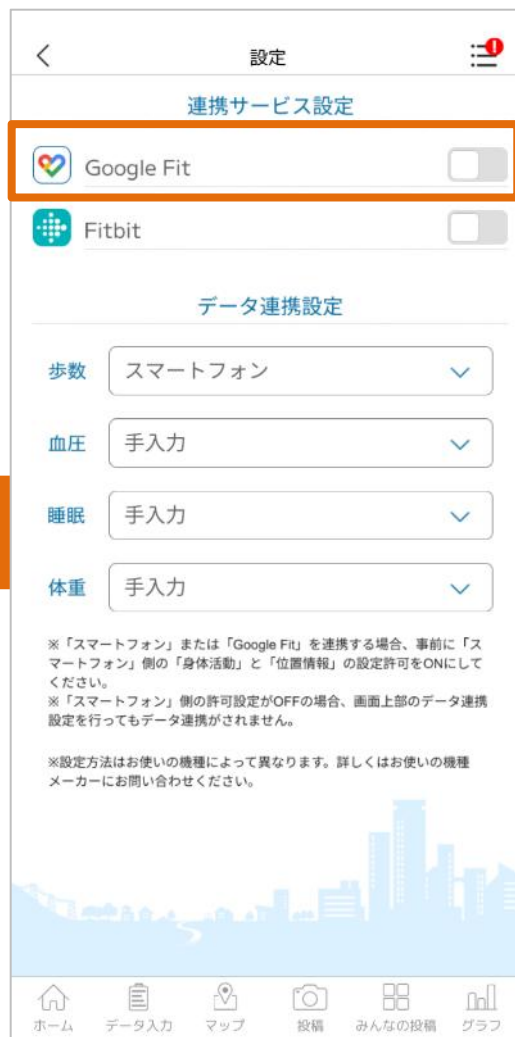 設定
連携サービス設定
Google Fit
Fitbit
データ連携設定
歩数 スマートフォン
血圧 手入力
睡眠 手入力
体重 手入力
※「スマートフォン」または「Google Fit」を連携する場合、事前に「ス
マートフォン」側の「身体活動」と「位置情報」の設定許可をONにして
ください。
※「スマートフォン」側の許可設定がOFFの場合、画面上部のデータ連携
設定を行ってもデータ連携がされません。
※設定方法はお使いの機種によって異なります。詳しくはお使いの機種
メーカーにお問い合わせください。
ホーム データ入力 マップ 投稿 みんなの投稿 グラフ